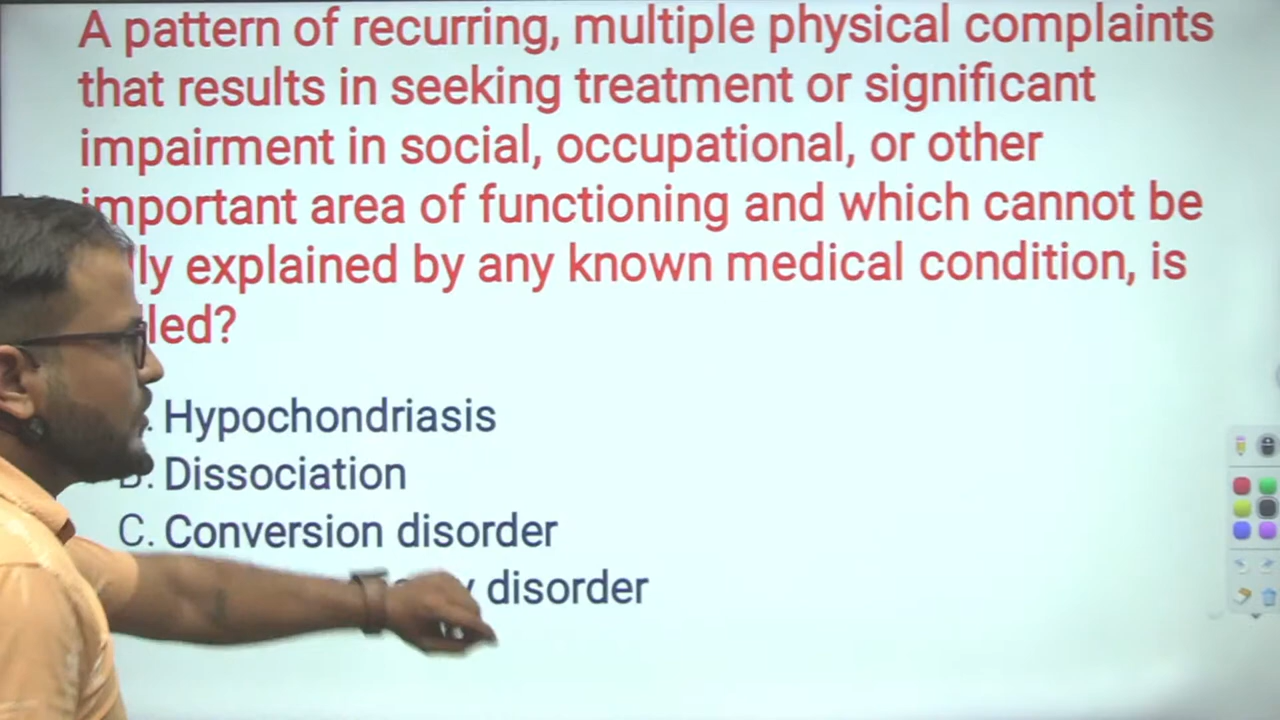 A pattern of recurring, multiple physical complaints
that results in seeking treatment or significant
impairment in social, occupational, or other
important area of functioning and which cannot be
explained by any known medical condition, is
Hypochondriasis
B. Dissociation
C. Conversion disorder
disorder